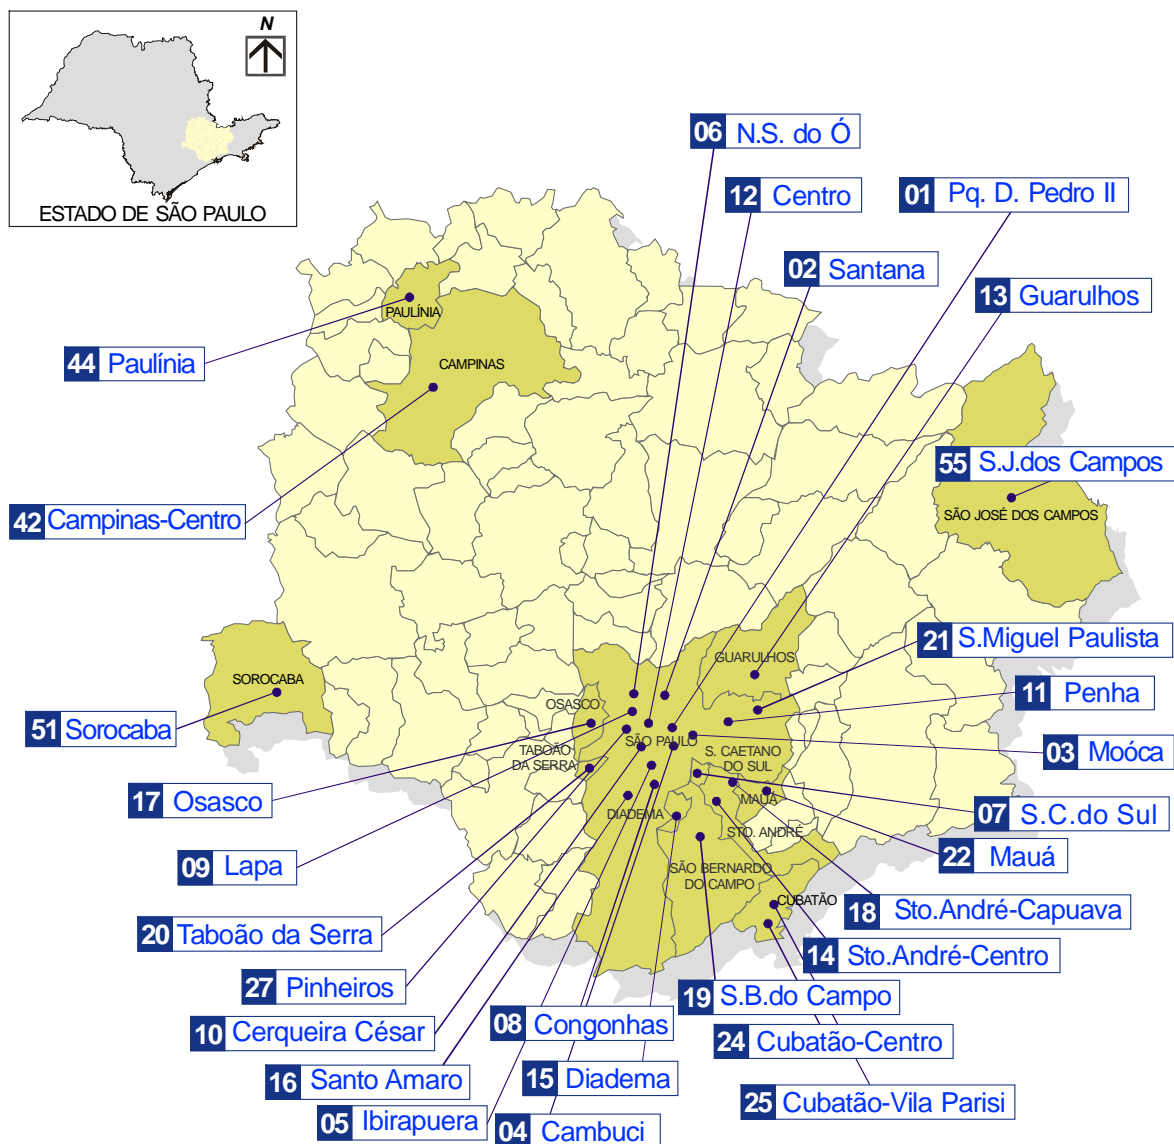 N
ESTADO DE SÃO PAULO
06 N.S. do Ó
12 Centro
01 Pq. D. Pedro II
02 Santana
13 Guarulhos
PAULÍNIA
44 Paulínia
CAMPINAS
55 S.J.dos Campos
SÃO JOSÉ DOS CAMPOS
42 Campinas-Centro
21 S.Miguel Paulista
GUARULHOS
SOROCABA
11 Penha
OSASCO
51 Sorocaba
SÃO PAULO
TABOÃO
DA SERRA
S. CAETANO
DO SUL
03 Moóca
17 Osasco
MAUÁ
DIADEMA
07 S.C.do Sul
STO. ANDRÉ
09 Lapa
22 Mauá
SÃO BERNARDO
DO CAMPO
CUBATÃO
18 Sto.André-Capuava
20 Taboão da Serra
14 Sto.André-Centro
27 Pinheiros
19 S.B.do Campo
10 Cerqueira César
08 Congonhas
24 Cubatão-Centro
16 Santo Amaro
15 Diadema
25 Cubatão-Vila Parisi
05 Ibirapuera
04 Cambuci